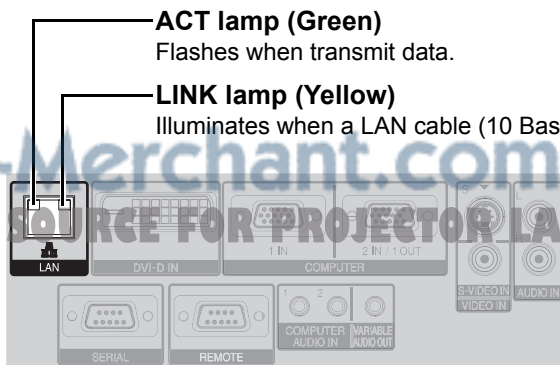 ACT lamp (Green)
Flashes when transmit data.
LINK lamp (Yellow)
Illuminates when a LAN cable (10 Bas
-Merchant.com
SOURCE FOR PROJECTOR LA
LAN
DVI-D IN
1 IN
2 IN / 1 OUT
COMPUTER
S
L
S-VIDEO IN
VIDEO IN
AUDIO IN
SERIAL
REMOTE
1
2
COMPUTER
AUDIO IN
VARIABLE
AUDIO OUT